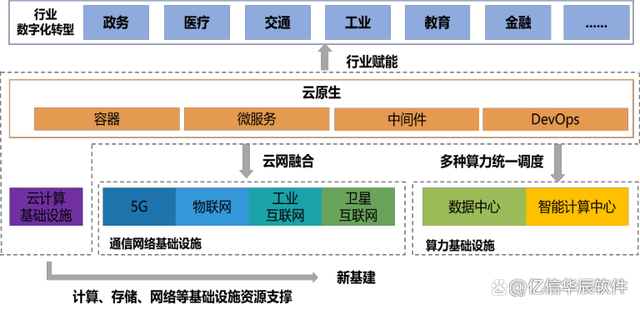 行业
数字化转型
政务
医疗
交通
工业
教育
金融
......
行业赋能
云原生
容器
微服务
中间件
DevOps
云网融合
多种算力统一调度
云计算
基础设施
5G
物联网
工业
互联网
卫星
互联网
数据中心
智能计算中心
通信网络基础设施
算力基础设施
新基建
计算、存储、网络等基础设施资源支撑
亿信华辰软件